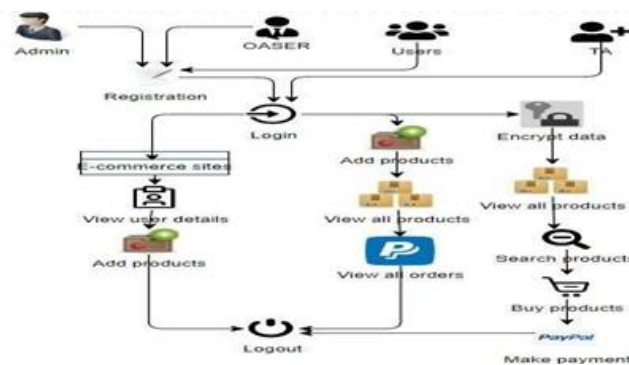 Admin
OASER
Users
TA
Registration
Login
Encrypt data
Add products
E-commerce sites
View all products
View all products
View user details
Search products
Add products
View all orders
Buy products
PayPal
Logout
Make payment